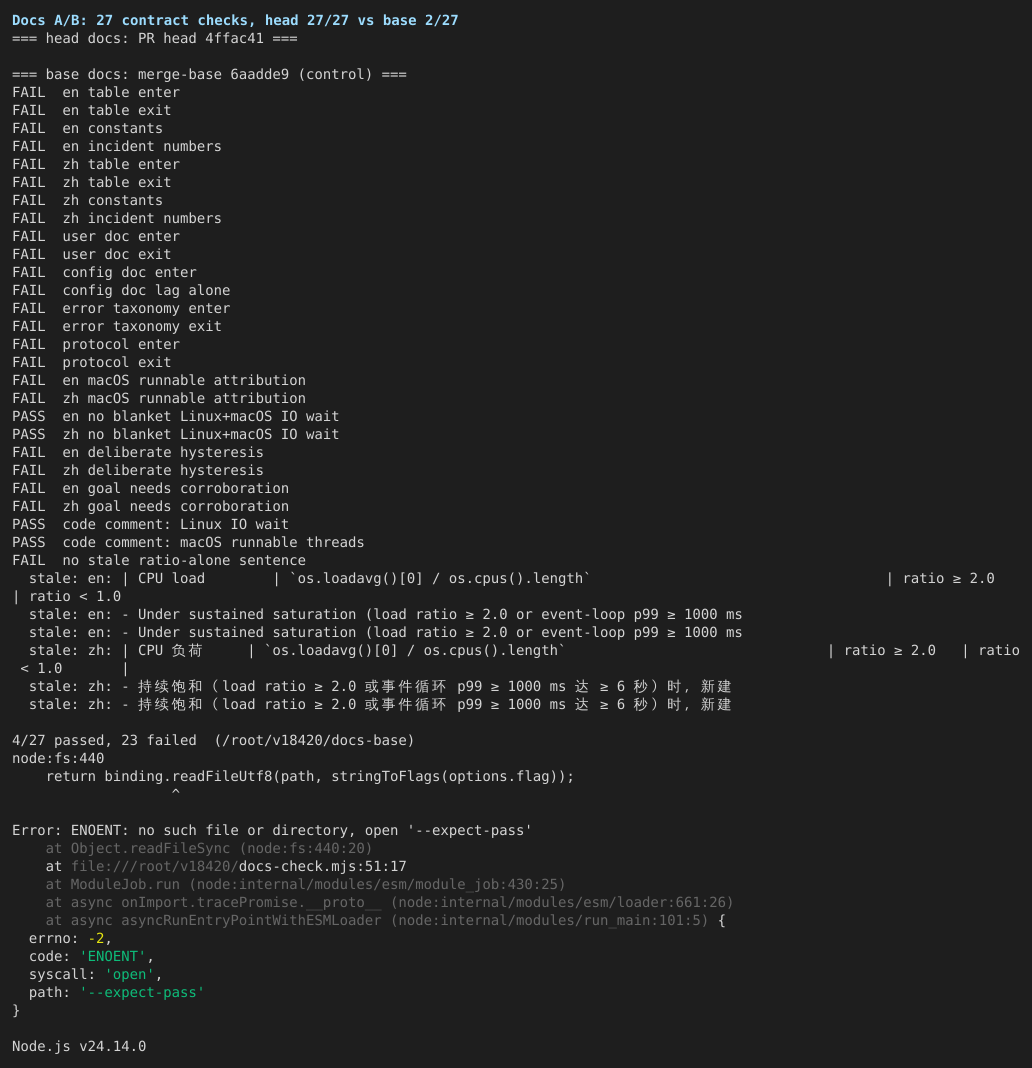 Docs A/B: 27 contract checks, head 27/27 vs base 2/27
=== head docs: PR head 4ffac41 ===
=== base docs: merge-base 6aadde9 (control) ===
FAIL  en table enter
FAIL  en table exit
FAIL  en constants
FAIL  en incident numbers
FAIL  zh table enter
FAIL  zh table exit
FAIL  zh constants
FAIL  zh incident numbers
FAIL  user doc enter
FAIL  user doc exit
FAIL  config doc enter
FAIL  config doc lag alone
FAIL  error taxonomy enter
FAIL  error taxonomy exit
FAIL  protocol enter
FAIL  protocol exit
FAIL  en macOS runnable attribution
FAIL  zh macOS runnable attribution
PASS  en no blanket Linux+macOS IO wait
PASS  zh no blanket Linux+macOS IO wait
FAIL  en deliberate hysteresis
FAIL  zh deliberate hysteresis
FAIL  en goal needs corroboration
FAIL  zh goal needs corroboration
PASS  code comment: Linux IO wait
PASS  code comment: macOS runnable threads
FAIL  no stale ratio-alone sentence
  stale: en: | CPU load        | `os.loadavg()[0] / os.cpus().length`                                   | ratio ≥ 2.0
| ratio < 1.0
  stale: en: - Under sustained saturation (load ratio ≥ 2.0 or event-loop p99 ≥ 1000 ms
  stale: en: - Under sustained saturation (load ratio ≥ 2.0 or event-loop p99 ≥ 1000 ms
  stale: zh: | CPU 负荷     | `os.loadavg()[0] / os.cpus().length`                               | ratio ≥ 2.0   | ratio
 < 1.0       |
  stale: zh: - 持续饱和（load ratio ≥ 2.0 或事件循环 p99 ≥ 1000 ms 达 ≥ 6 秒）时, 新建
  stale: zh: - 持续饱和（load ratio ≥ 2.0 或事件循环 p99 ≥ 1000 ms 达 ≥ 6 秒）时, 新建
4/27 passed, 23 failed  (/root/v18420/docs-base)
node:fs:440
    return binding.readFileUtf8(path, stringToFlags(options.flag));
                   ^
Error: ENOENT: no such file or directory, open '--expect-pass'
    at Object.readFileSync (node:fs:440:20)
    at file:///root/v18420/docs-check.mjs:51:17
    at ModuleJob.run (node:internal/modules/esm/module_job:430:25)
    at async onImport.tracePromise.__proto__ (node:internal/modules/esm/loader:661:26)
    at async asyncRunEntryPointWithESMLoader (node:internal/modules/run_main:101:5) {
  errno: -2,
  code: 'ENOENT',
  syscall: 'open',
  path: '--expect-pass'
}
Node.js v24.14.0